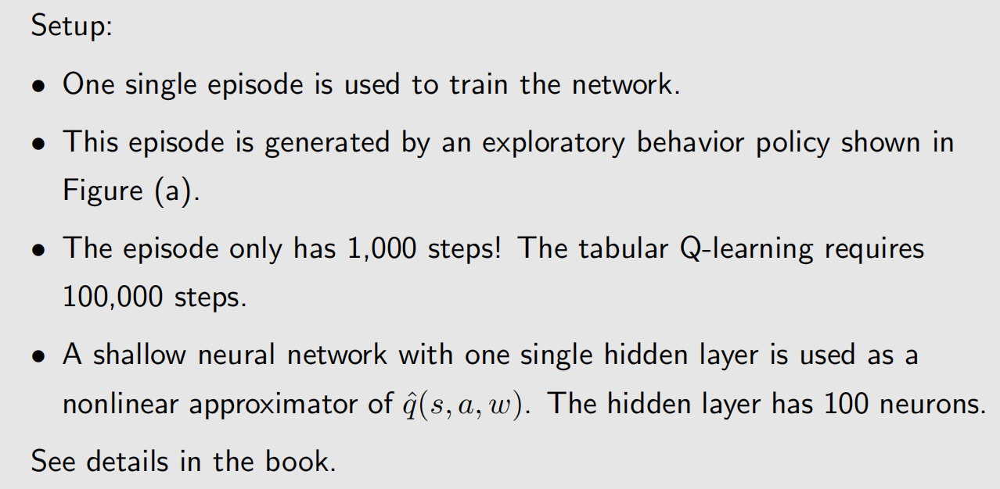 Setup:
• One single episode is used to train the network.
• This episode is generated by an exploratory behavior policy shown in
Figure (a).
• The episode only has 1,000 steps! The tabular Q-learning requires
100,000 steps.
• A shallow neural network with one single hidden layer is used as a
nonlinear approximator of q̂(s, a, w). The hidden layer has 100 neurons.
See details in the book.